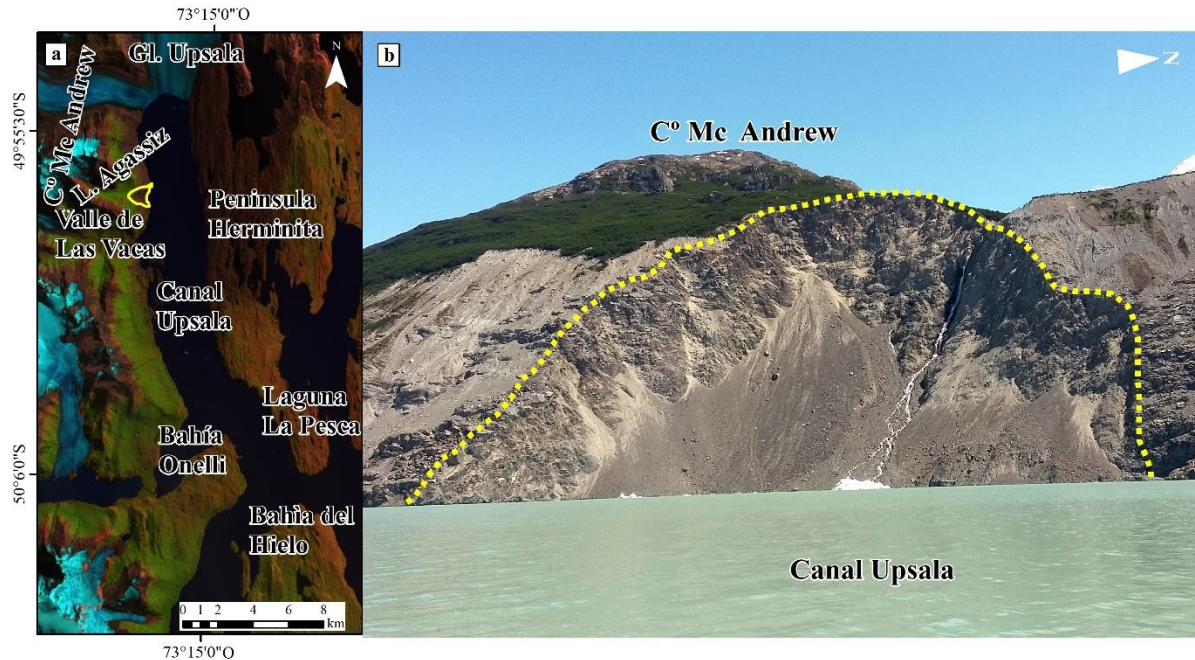 73°15'0"O
a
Gl. Upsala
N
49°55'30"S
Cº Mc Andrew
L. Agassiz
Valle de
Las Vacas
Peninsula
Herminita
Canal
Upsala
Laguna
La Pesca
Bahía
Onelli
50°6'0"S
Bahìa del
Hielo
0 1 2 4 6 8
km
73°15'0"O
b
N
Cº Mc Andrew
Canal Upsala